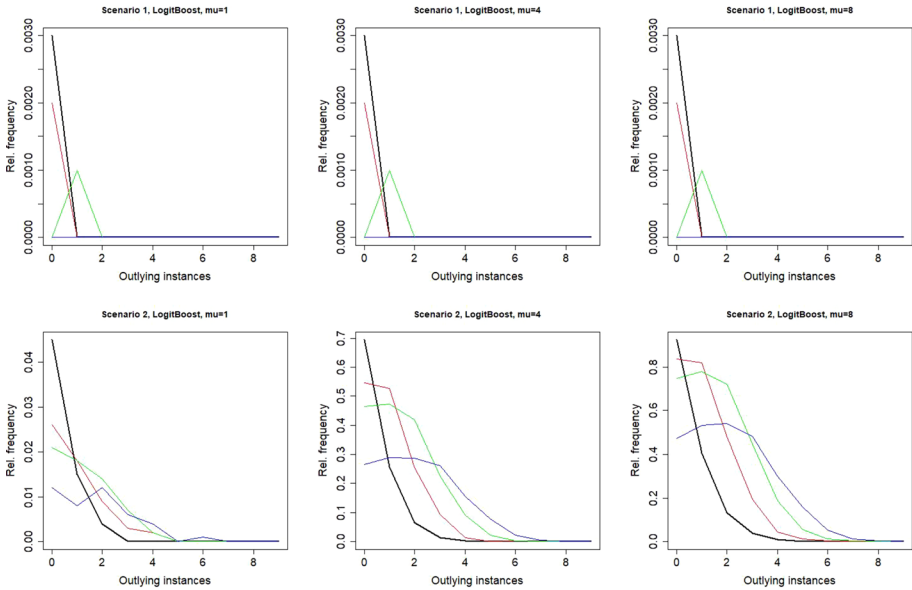 Scenario 1, LogitBoost, mu=1
Rel. frequency
0.0000 0.0010 0.0020 0.0030
0 2 4 6 8
Outlying instances
Scenario 1, LogitBoost, mu=4
Rel. frequency
0.0000 0.0010 0.0020 0.0030
0 2 4 6 8
Outlying instances
Scenario 1, LogitBoost, mu=8
Rel. frequency
0.0000 0.0010 0.0020 0.0030
0 2 4 6 8
Outlying instances
Scenario 2, LogitBoost, mu=1
Rel. frequency
0.00 0.01 0.02 0.03 0.04
0 2 4 6 8
Outlying instances
Scenario 2, LogitBoost, mu=4
Rel. frequency
0.0 0.1 0.2 0.3 0.4 0.5 0.6 0.7
0 2 4 6 8
Outlying instances
Scenario 2, LogitBoost, mu=8
Rel. frequency
0.0 0.2 0.4 0.6 0.8
0 2 4 6 8
Outlying instances